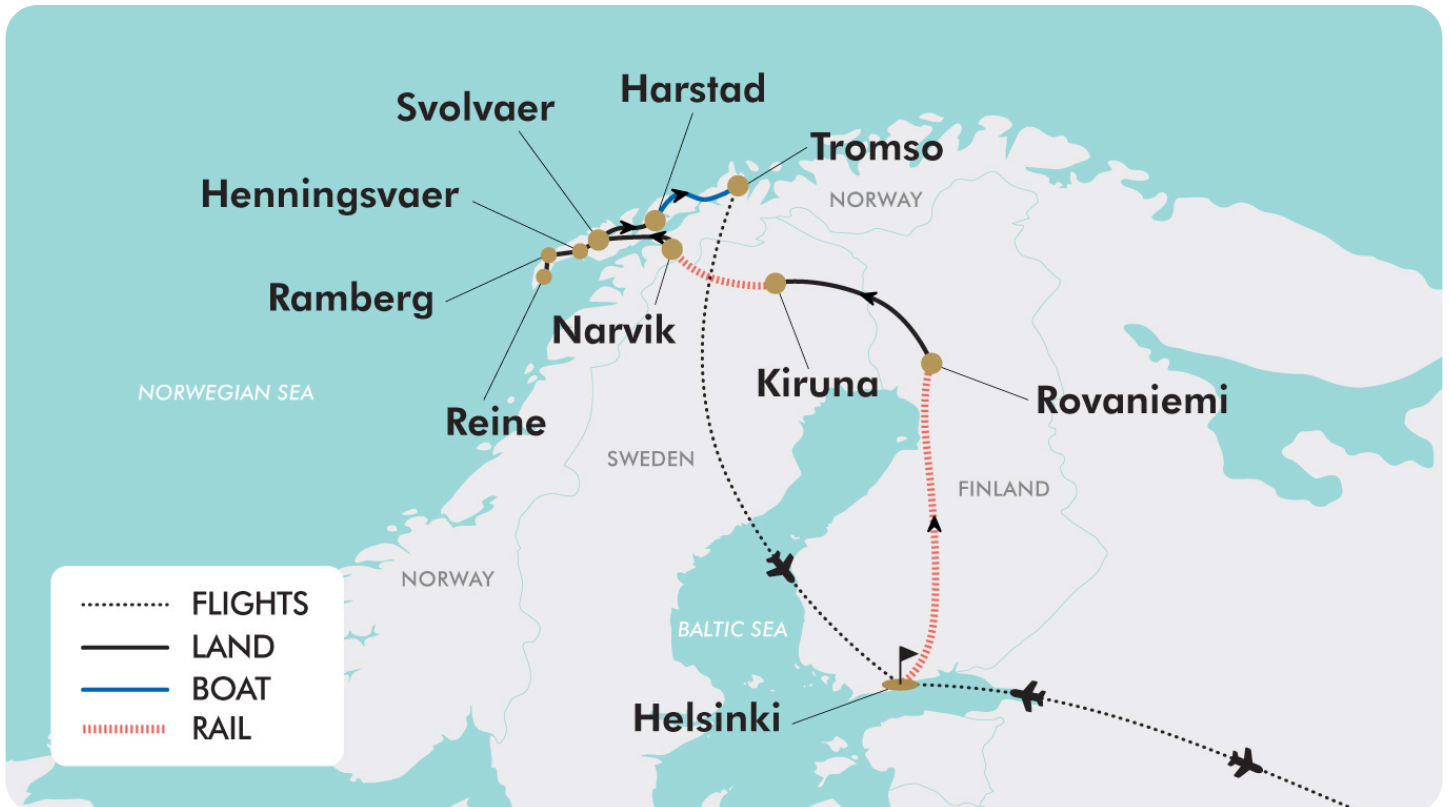 Harstad
Svolvaer
Tromso
Henningsvaer
NORWAY
Ramberg
Narvik
Kiruna
NORWEGIAN SEA
Rovaniemi
Reine
SWEDEN
FINLAND
NORWAY
FLIGHTS
LAND
BOAT
RAIL
BALTIC SEA
Helsinki